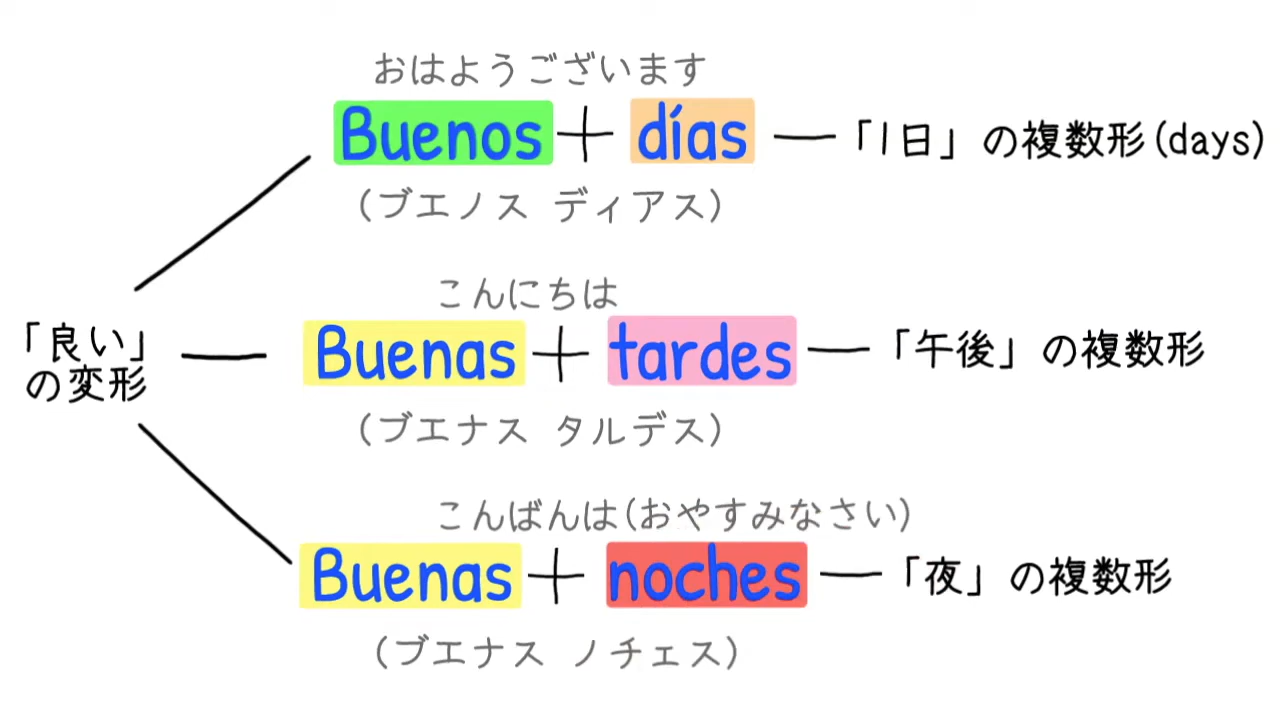 おはようございます
Buenos + días ― 「1日」の複数形(days)
(ブエノス ディアス)
こんにちは
「良い」
の変形
Buenas + tardes ― 「午後」の複数形
(ブエナス タルデス)
こんばんは(おやすみなさい)
Buenas + noches ― 「夜」の複数形
(ブエナス ノチェス)